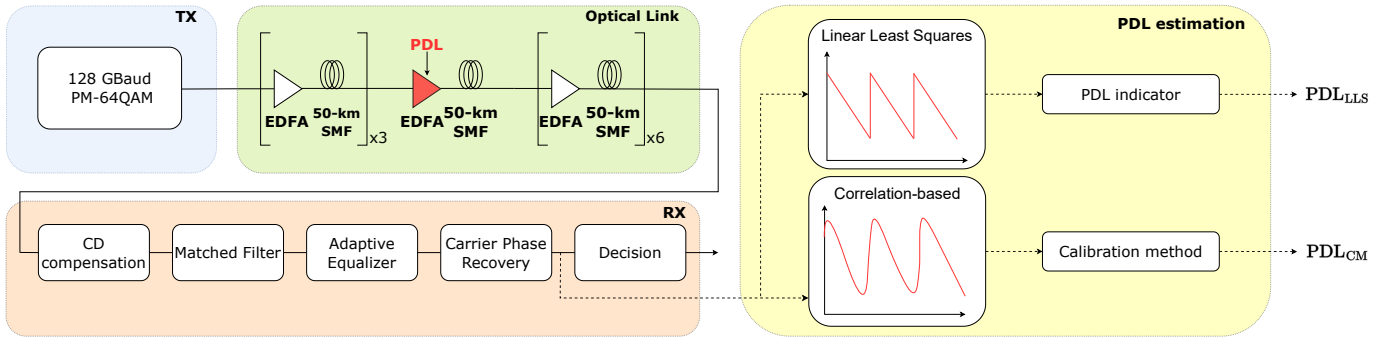 TX
128 GBaud
PM-64QAM
Optical Link
EDFA
50-km
SMF
x3
PDL
EDFA
50-km
SMF
EDFA
50-km
SMF
x6
RX
CD
compensation
Matched Filter
Adaptive
Equalizer
Carrier Phase
Recovery
Decision
PDL estimation
Linear Least Squares
PDL indicator
PDL_LLS
Correlation-based
Calibration method
PDL_CM